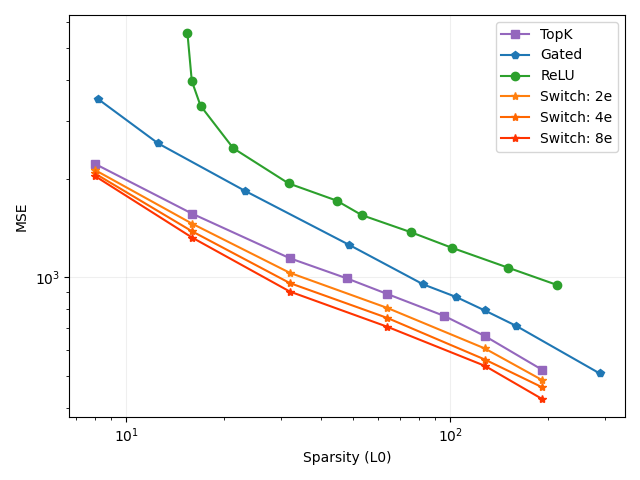 TopK
Gated
ReLU
Switch: 2e
Switch: 4e
Switch: 8e
MSE
10³
10¹
10²
Sparsity (L0)